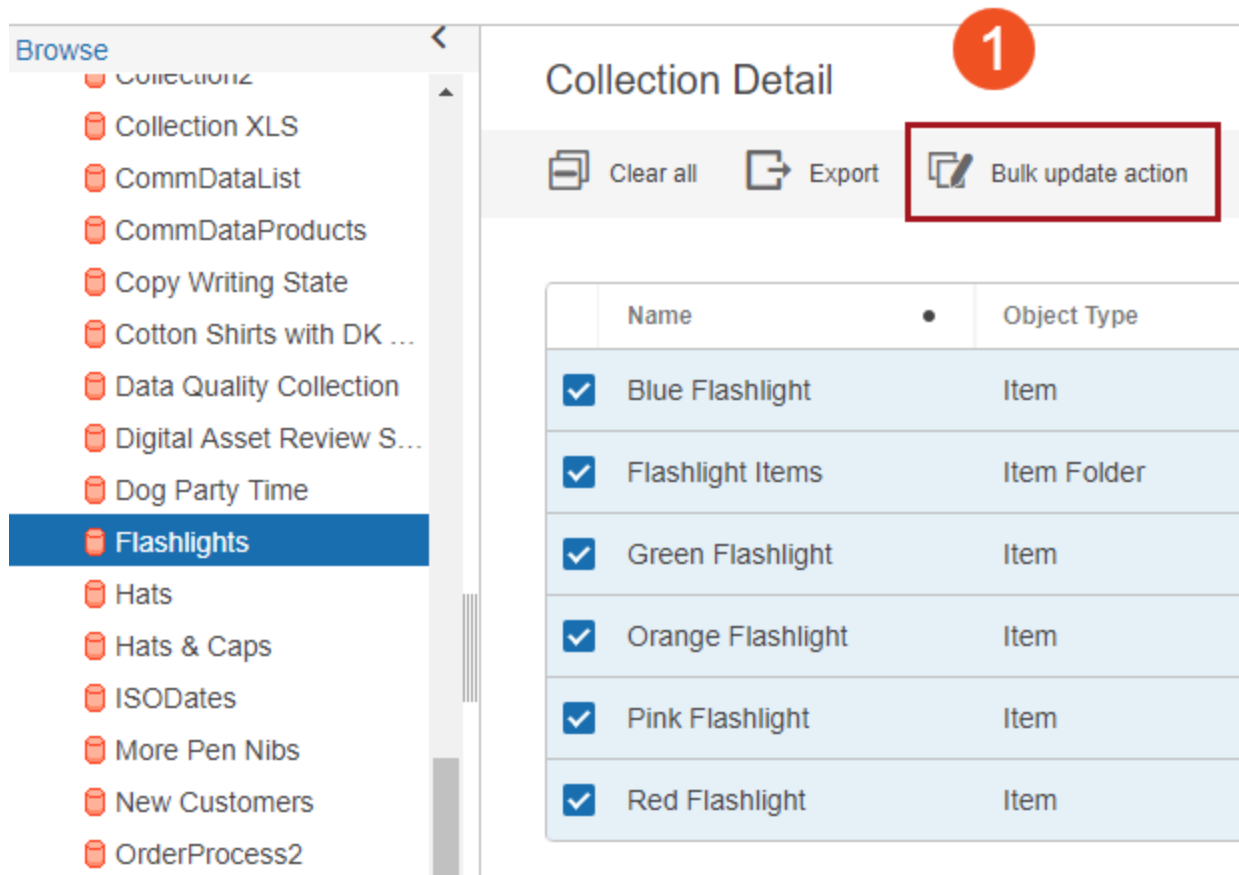 Browse
Collection2
Collection XLS
CommDataList
CommDataProducts
Copy Writing State
Cotton Shirts with DK ...
Data Quality Collection
Digital Asset Review S...
Dog Party Time
Flashlights
Hats
Hats & Caps
ISODates
More Pen Nibs
New Customers
OrderProcess2
1
Collection Detail
Clear all Export Bulk update action
Name Object Type
Blue Flashlight Item
Flashlight Items Item Folder
Green Flashlight Item
Orange Flashlight Item
Pink Flashlight Item
Red Flashlight Item